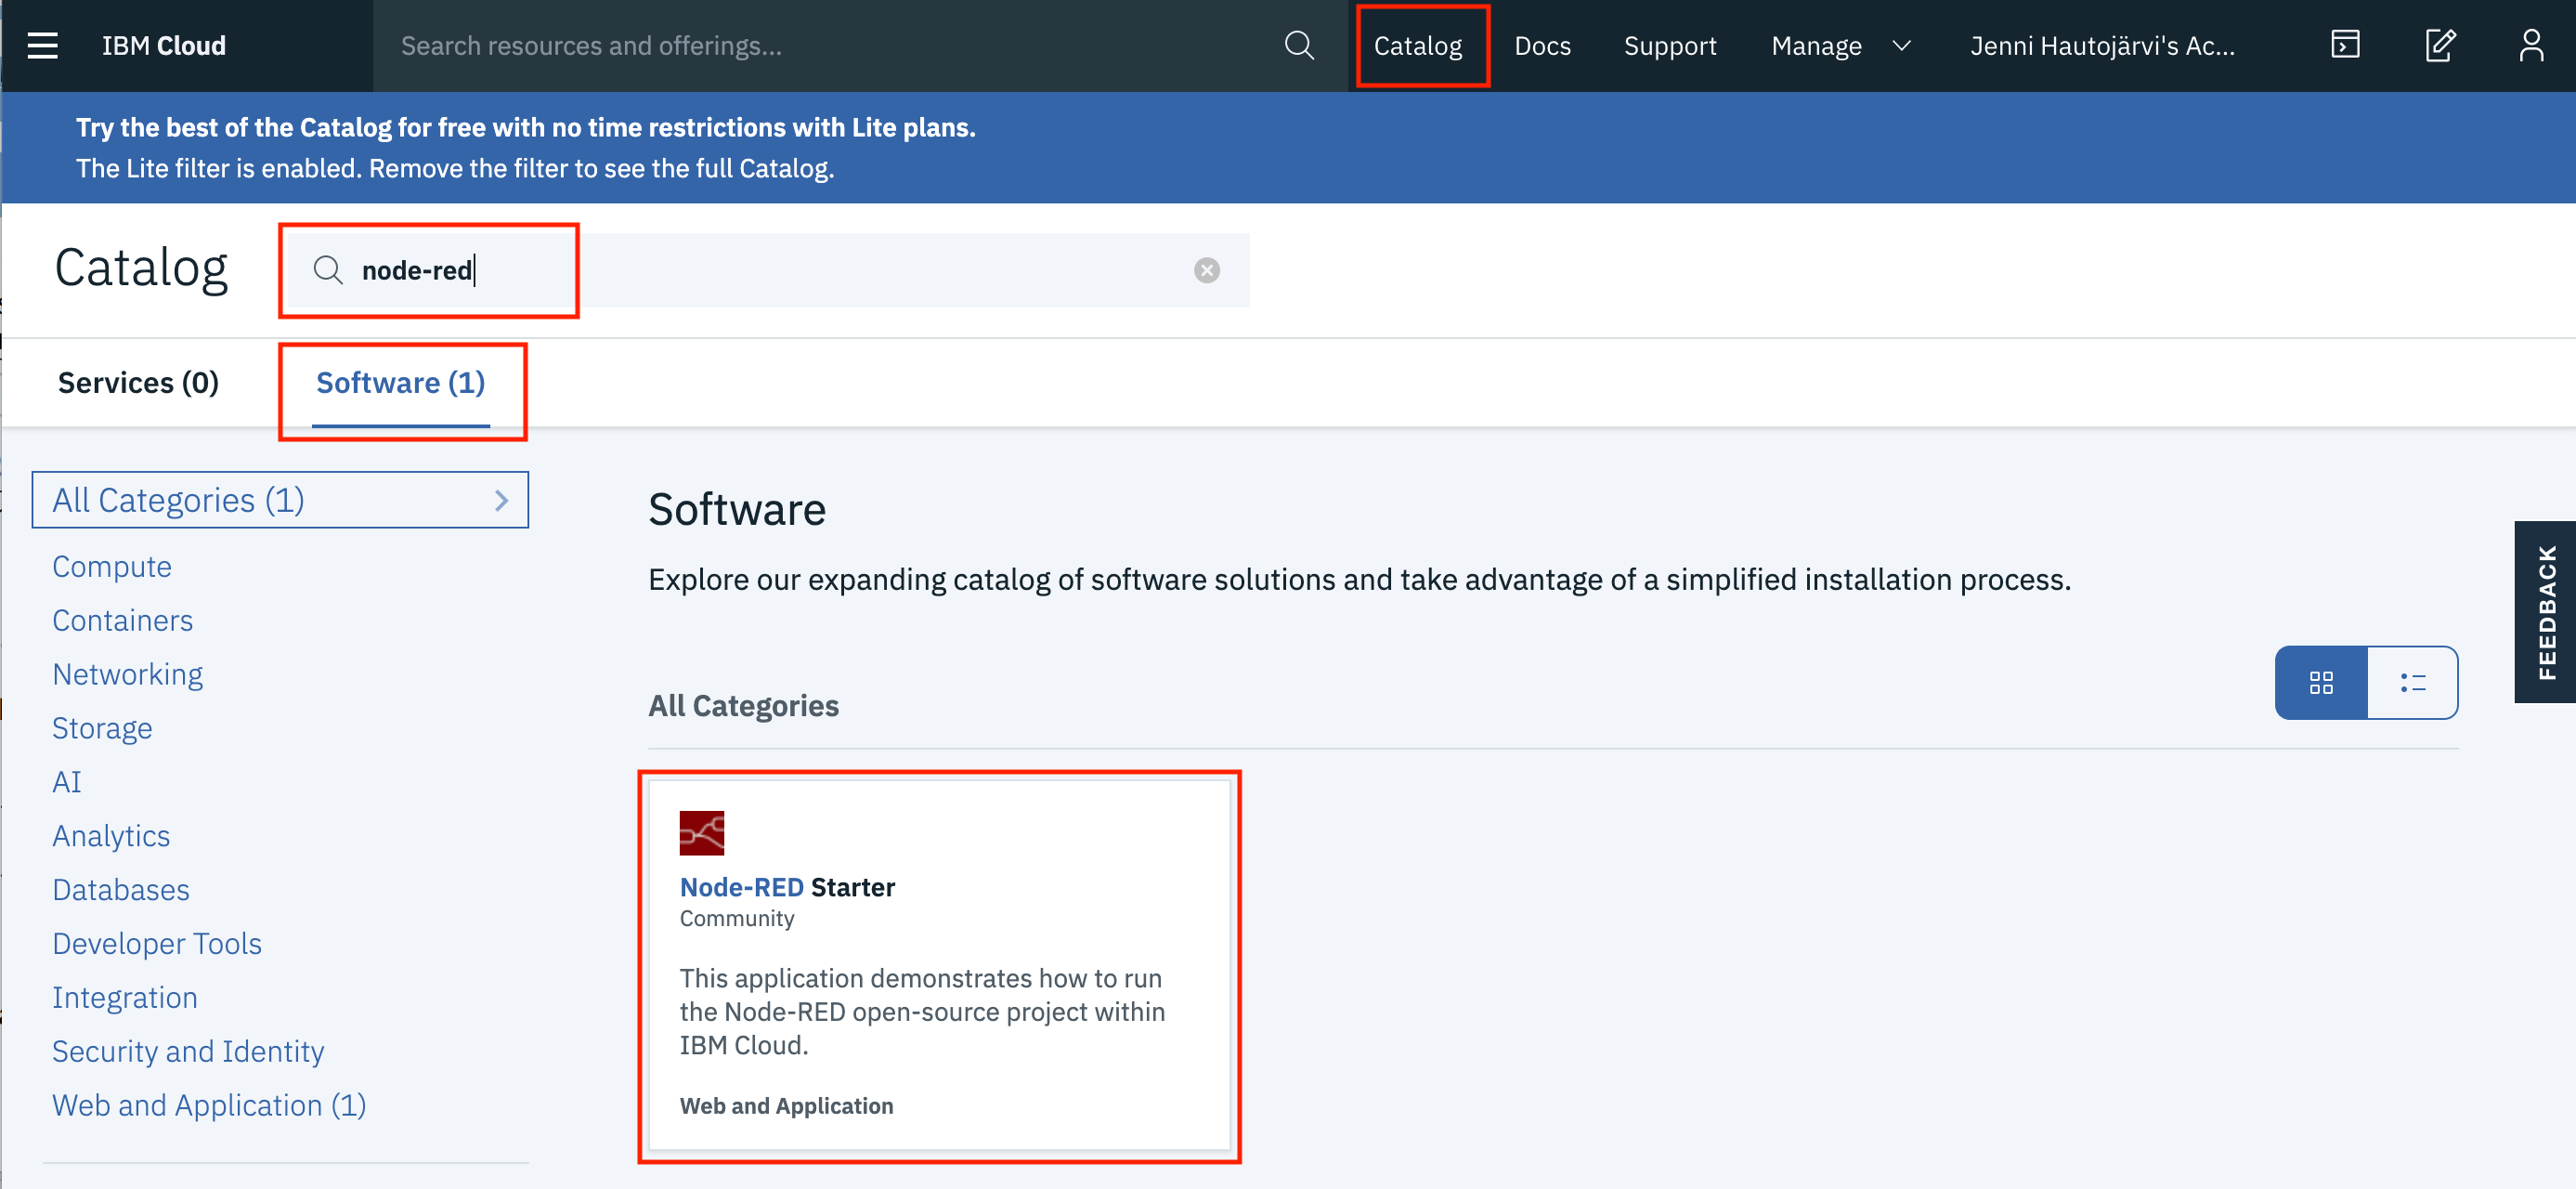 IBM Cloud
Search resources and offerings...
Catalog
Docs
Support
Manage
Jenni Hautojärvi's Ac...
Try the best of the Catalog for free with no time restrictions with Lite plans.
The Lite filter is enabled. Remove the filter to see the full Catalog.
Catalog
node-red
Services (0)
Software (1)
All Categories (1)
Compute
Containers
Networking
Storage
AI
Analytics
Databases
Developer Tools
Integration
Security and Identity
Web and Application (1)
Software
Explore our expanding catalog of software solutions and take advantage of a simplified installation process.
All Categories
Node-RED Starter
Community
This application demonstrates how to run
the Node-RED open-source project within
IBM Cloud.
Web and Application
FEEDBACK